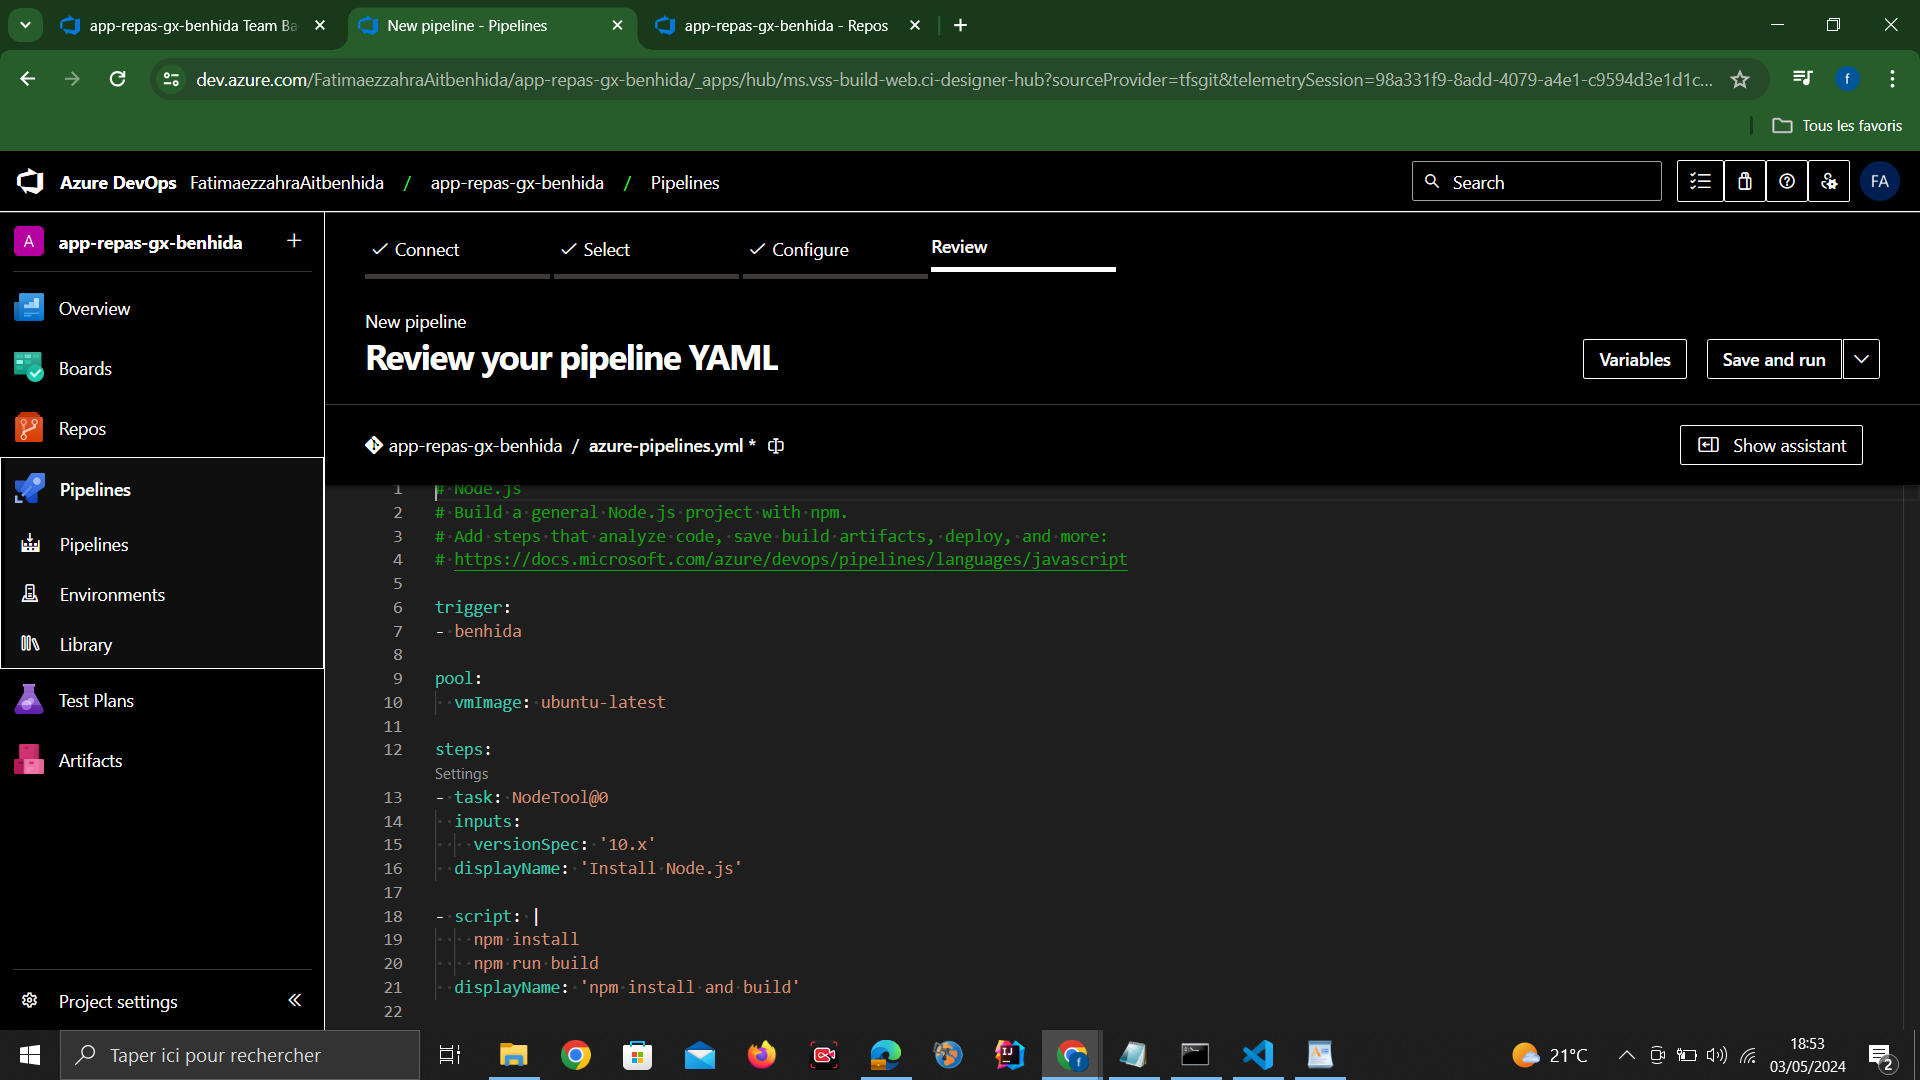 app-repas-gx-benhida Team Ba
New pipeline - Pipelines
app-repas-gx-benhida - Repos
dev.azure.com/FatimaezzahraAitbenhida/app-repas-gx-benhida/_apps/hub/ms.vss-build-web.ci-designer-hub?sourceProvider=tfsgit&telemetrySession=98a331f9-8add-4079-a4e1-c9594d3e1d1c...
f
Tous les favoris
Azure DevOps FatimaezzahraAitbenhida / app-repas-gx-benhida / Pipelines
Search
FA
A app-repas-gx-benhida
Overview
Boards
Repos
Pipelines
Pipelines
Environments
Library
Test Plans
Artifacts
Project settings
Connect
Select
Configure
Review
New pipeline
Review your pipeline YAML
Variables
Save and run
app-repas-gx-benhida / azure-pipelines.yml *
Show assistant
1 # Node.js
2 # Build a general Node.js project with npm.
3 # Add steps that analyze code, save build artifacts, deploy, and more:
4 # https://docs.microsoft.com/azure/devops/pipelines/languages/javascript
5
6 trigger:
7 - benhida
8
9 pool:
10 vmImage: ubuntu-latest
11
12 steps:
Settings
13 - task: NodeTool@0
14 inputs:
15 versionSpec: '10.x'
16 displayName: 'Install Node.js'
17
18 - script: |
19 npm install
20 npm run build
21 displayName: 'npm install and build'
22
Taper ici pour rechercher
21°C
18:53
03/05/2024
2